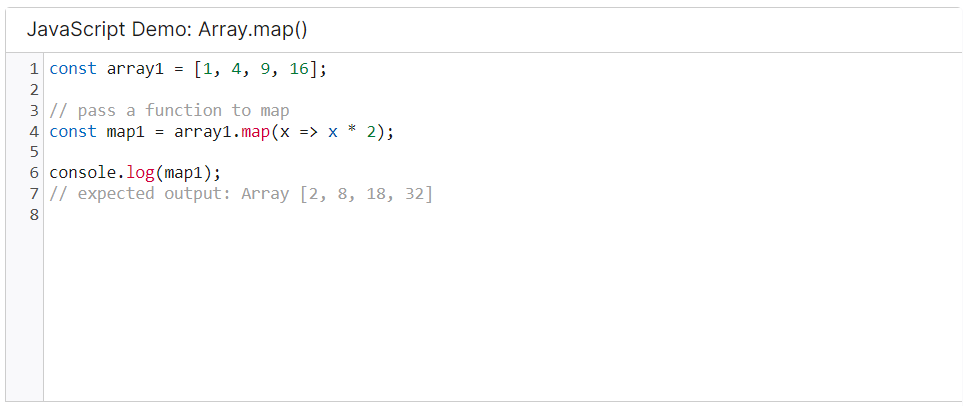 JavaScript Demo: Array.map()
1 const array1 = [1, 4, 9, 16];
2
3 // pass a function to map
4 const map1 = array1.map(x => x * 2);
5
6 console.log(map1);
7 // expected output: Array [2, 8, 18, 32]
8